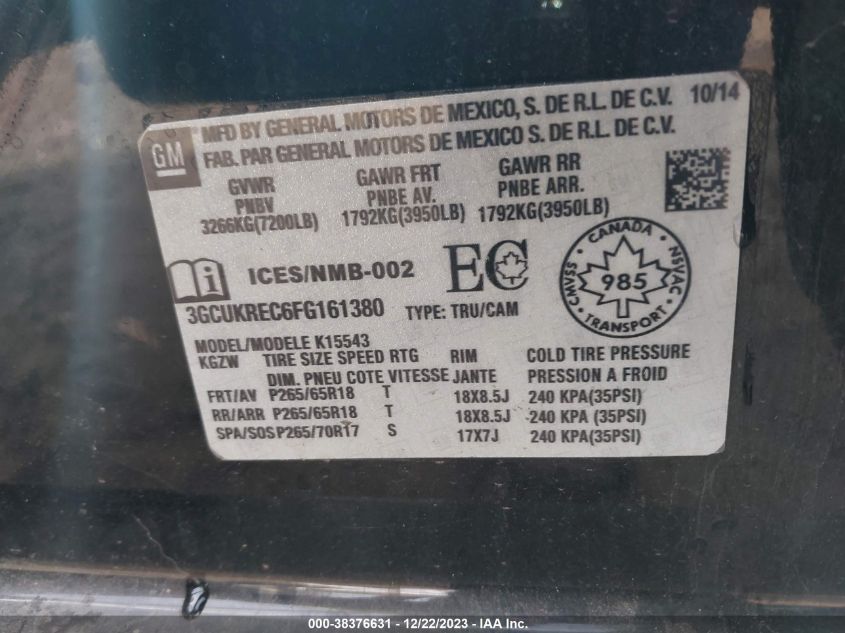 MFD BY GENERAL MOTORS DE MEXICO, S. DE R.L. DE C.V. 10/14
GM
FAB. PAR GENERAL MOTORS DE MEXICO S. DE R.L. DE C.V.
GVWR GAWR FRT GAWR RR
PNBV PNBE AV. PNBE ARR.
3266KG(7200LB) 1792KG(3950LB) 1792KG(3950LB)
i ICES/NMB-002 EC
CANADA
CMVSS 985 NSVAC
TRANSPORT
3GCUKREC6FG161380 TYPE: TRU/CAM
MODEL/MODELE K15543
KGZW TIRE SIZE SPEED RTG RIM COLD TIRE PRESSURE
DIM. PNEU COTE VITESSE JANTE PRESSION A FROID
FRT/AV P265/65R18 T 18X8.5J 240 KPA(35PSI)
RR/ARR P265/65R18 T 18X8.5J 240 KPA(35PSI)
SPA/SOS P265/70R17 S 17X7J 240 KPA(35PSI)
000-38376631 - 12/22/2023 - IAA Inc.